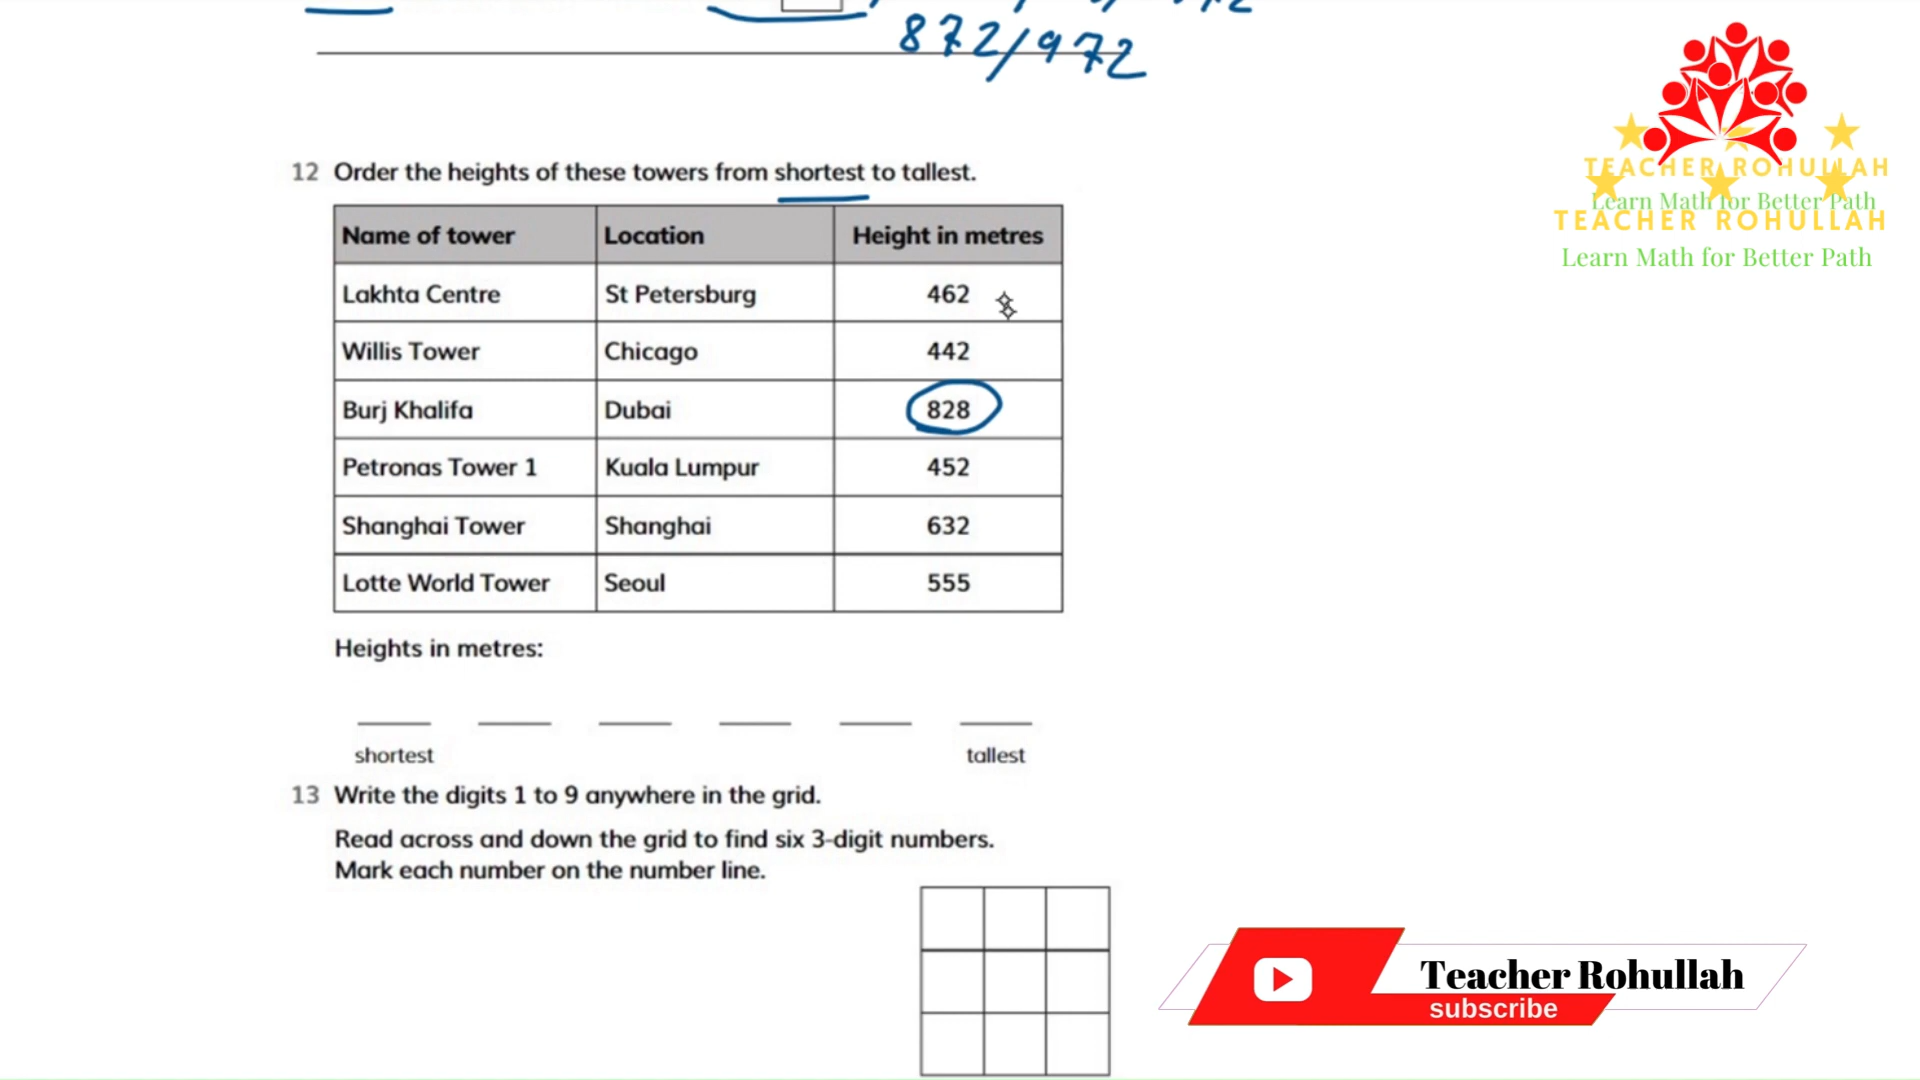 872/972
12 Order the heights of these towers from shortest to tallest.
Name of tower Location Height in metres
Lakhta Centre St Petersburg 462
Willis Tower Chicago 442
Burj Khalifa Dubai 828
Petronas Tower 1 Kuala Lumpur 452
Shanghai Tower Shanghai 632
Lotte World Tower Seoul 555
Heights in metres:
shortest tallest
13 Write the digits 1 to 9 anywhere in the grid.
Read across and down the grid to find six 3-digit numbers.
Mark each number on the number line.
TEACHER ROHULLAH
Learn Math for Better Path
TEACHER ROHULLAH
Learn Math for Better Path
Teacher Rohullah
subscribe